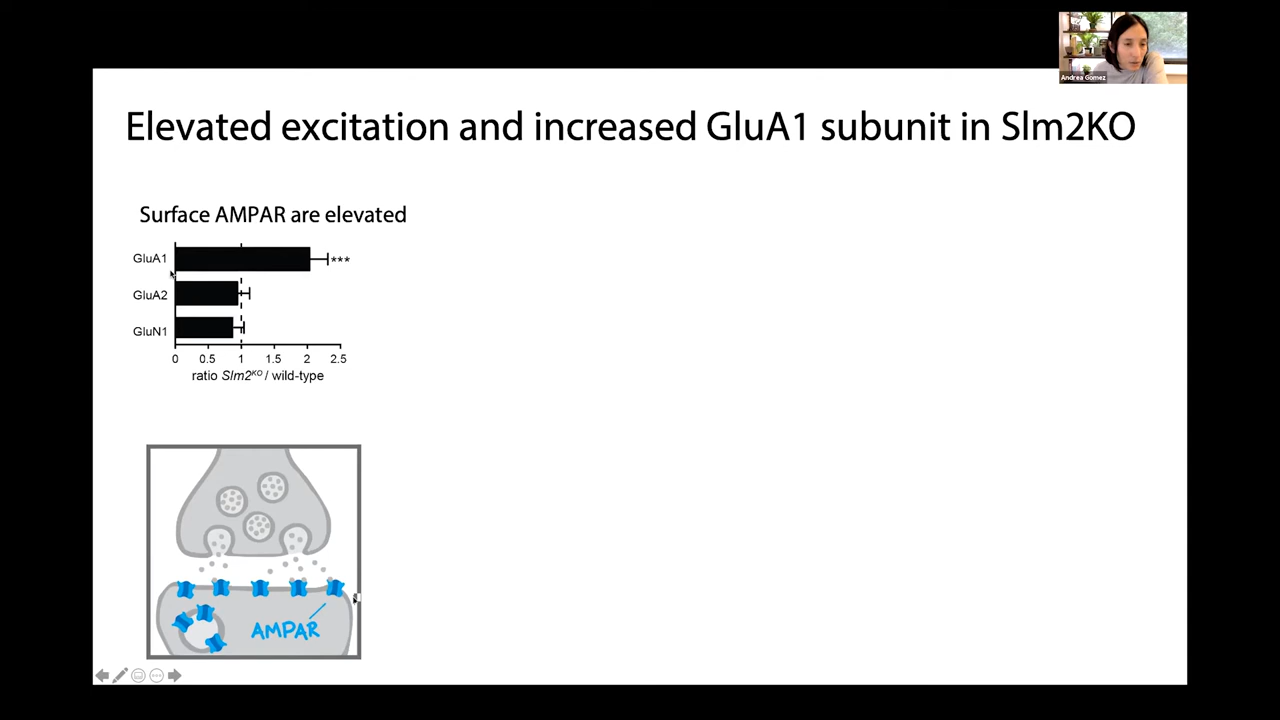 Andrea Gomez
Elevated excitation and increased GluA1 subunit in Slm2KO
Surface AMPAR are elevated
GluA1
***
GluA2
GluN1
0 0.5 1 1.5 2 2.5
ratio Slm2KO / wild-type
AMPAR